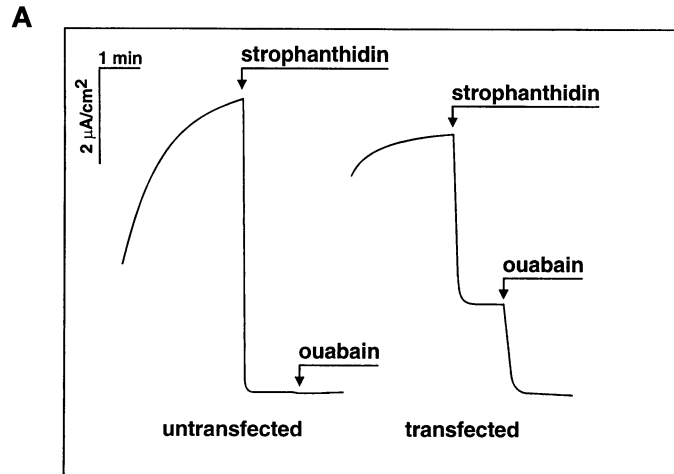 A
1 min
2 μA/cm2
strophanthidin
strophanthidin
ouabain
ouabain
untransfected
transfected